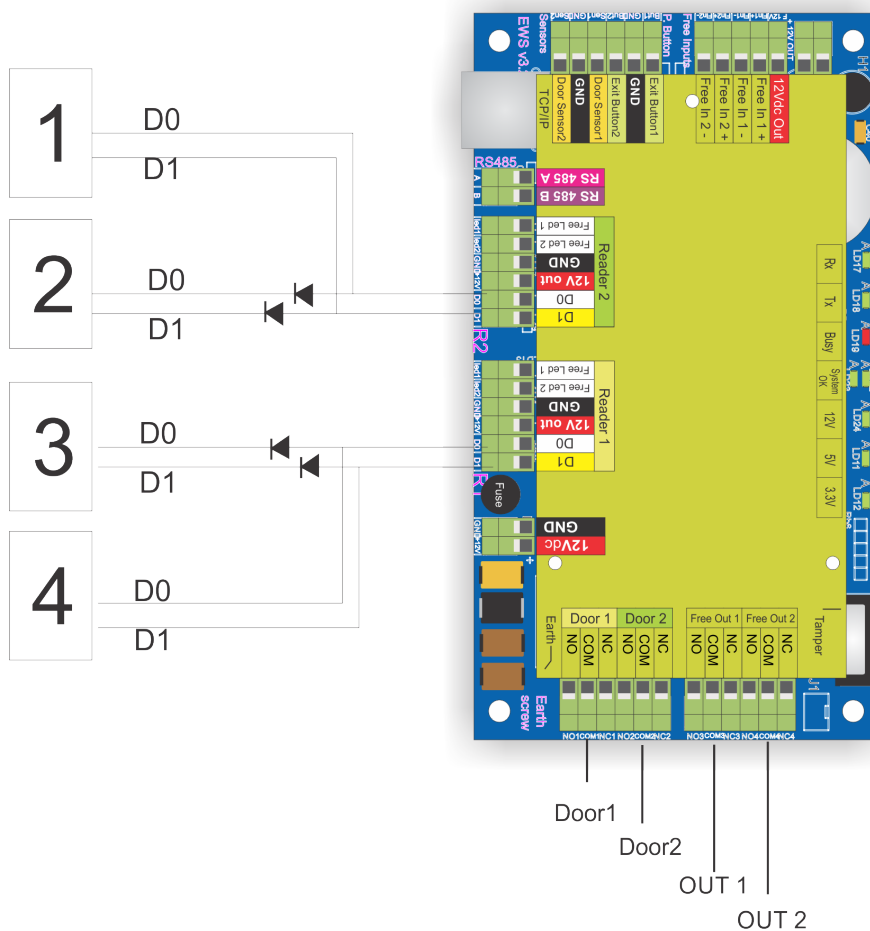 1
D0
D1
2
D0
D1
3
D0
D1
4
D0
D1
EWS v3.
Sensors
P_Button
Free Inputs
+ 12V OUT
TCP/IP
Door Sensor2
GND
Door Sensor1
Exit Button2
GND
Exit Button1
Free In 2 -
Free In 2 +
Free In 1 -
Free In 1 +
12Vdc Out
RS485
A
B
RS 485 A
RS 485 B
Free Led 1
Free Led 2
GND
12V out
D0
D1
Reader 2
R2
Free Led 1
Free Led 2
GND
12V out
D0
D1
Reader 1
Fuse
GND
12Vdc
+
Rx
Tx
Busy
System OK
12V
5V
3.3V
LD17
LD18
LD19
LD24
LD11
LD12
Earth
Earth screw
Door 1
Door 2
NO
COM
NC
NO
COM
NC
Free Out 1
Free Out 2
NO
COM
NC
NO
COM
NC
Tamper
J1
NO1 COM1 NC1 NO2 COM2 NC2
NO3 COM3 NC3 NO4 COM4 NC4
Door1
Door2
OUT 1
OUT 2